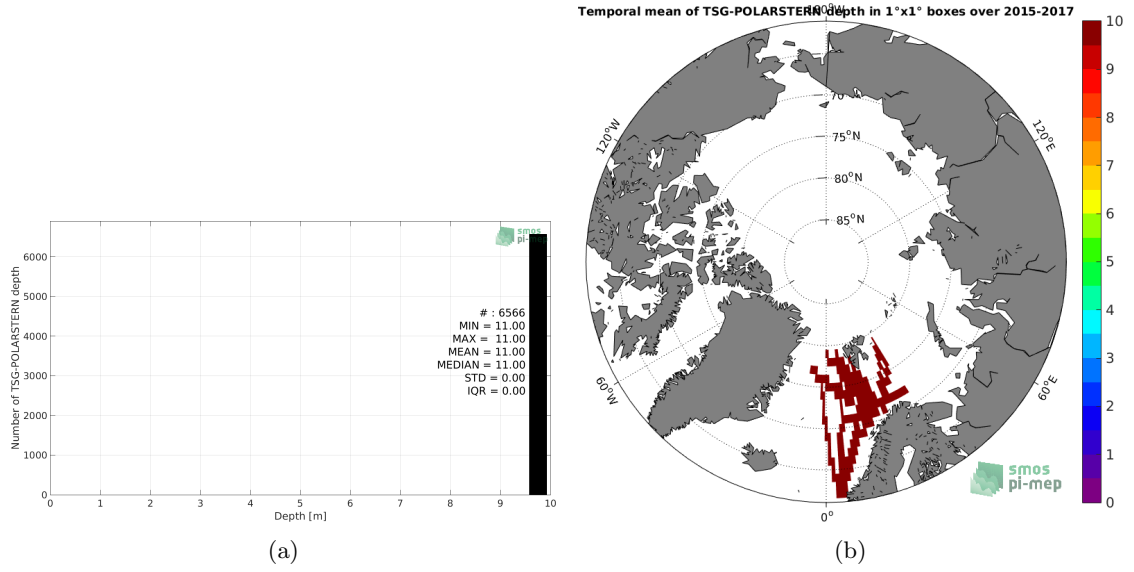 smos
pi-mep
Number of TSG-POLARSTERN depth
6000
5000
4000
3000
2000
1000
0
# : 6566
MIN = 11.00
MAX = 11.00
MEAN = 11.00
MEDIAN = 11.00
STD = 0.00
IQR = 0.00
0 1 2 3 4 5 6 7 8 9 10
Depth [m]
(a)
Temporal mean of TSG-POLARSTERN depth in 1°x1° boxes over 2015-2017
180°W
120°W
120°E
70°N
75°N
80°N
85°N
60°W
60°E
0°
smos
pi-mep
10
9
8
7
6
5
4
3
2
1
0
(b)